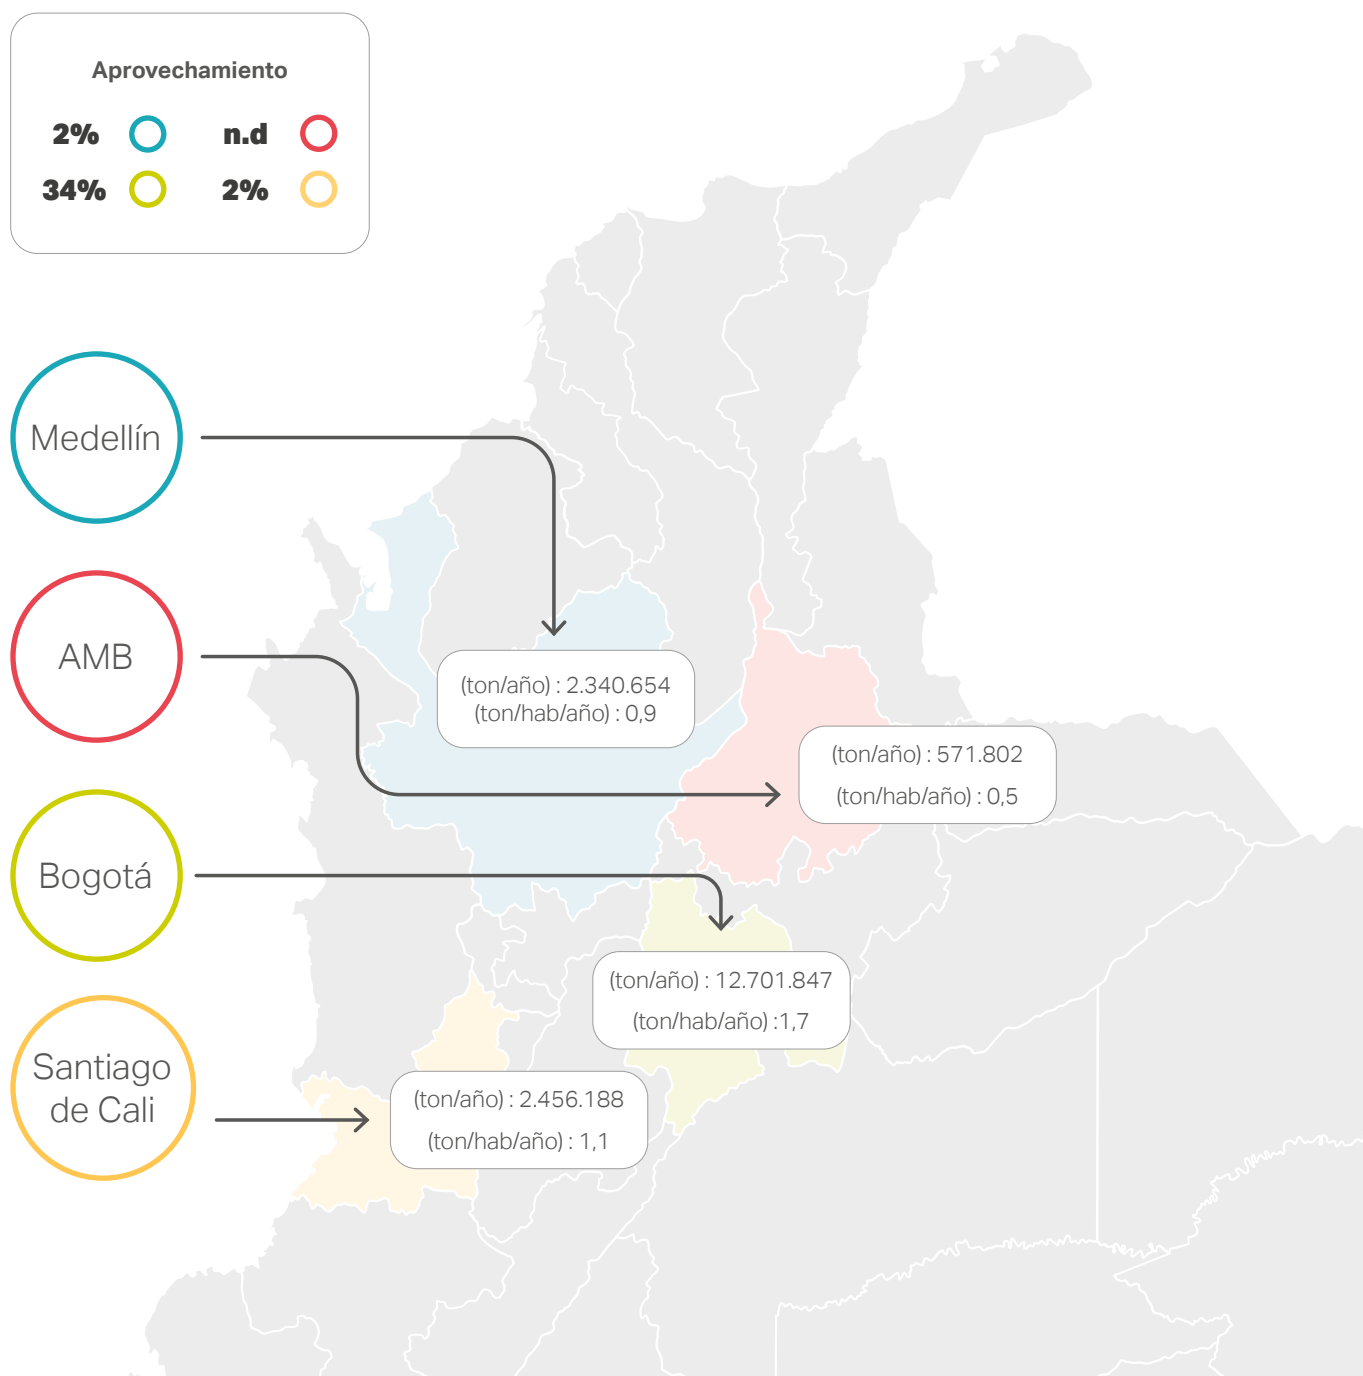 Aprovechamiento
2% n.d
34% 2%
Medellín
(ton/año) : 2.340.654
(ton/hab/año) : 0,9
AMB
(ton/año) : 571.802
(ton/hab/año) : 0,5
Bogotá
(ton/año) : 12.701.847
(ton/hab/año) :1,7
Santiago
de Cali
(ton/año) : 2.456.188
(ton/hab/año) : 1,1